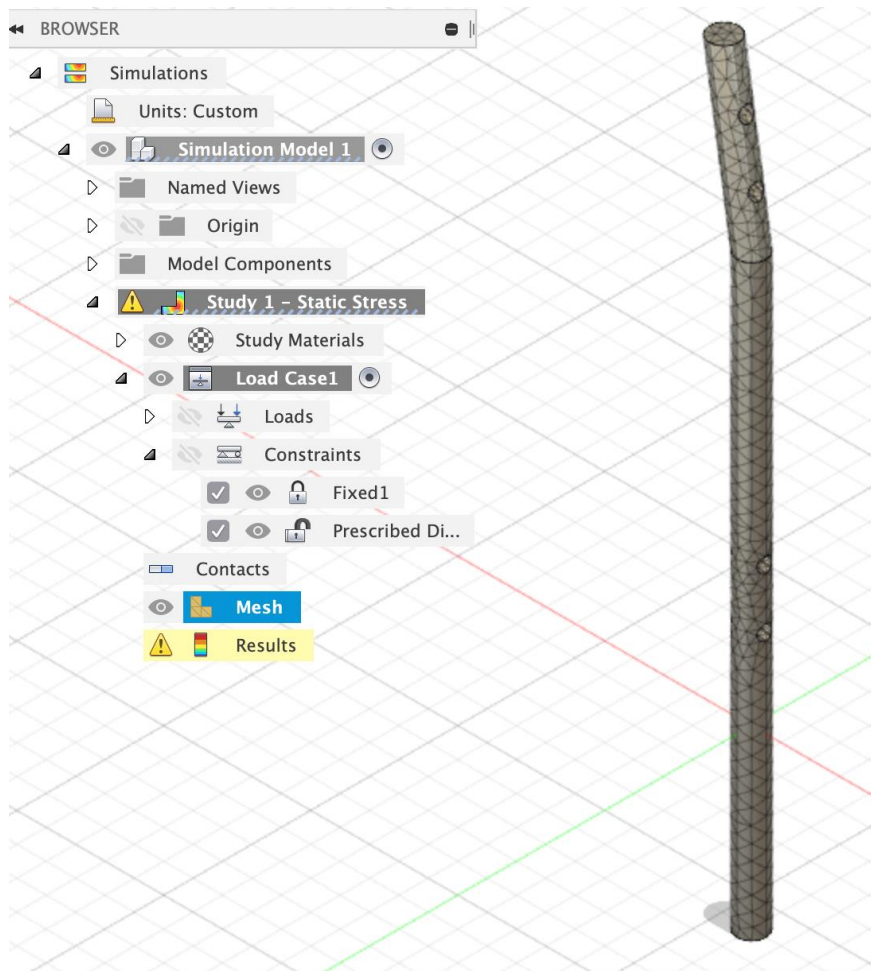 BROWSER
Simulations
Units: Custom
Simulation Model 1
Named Views
Origin
Model Components
Study 1 - Static Stress
Study Materials
Load Case1
Loads
Constraints
Fixed1
Prescribed Di...
Contacts
Mesh
Results